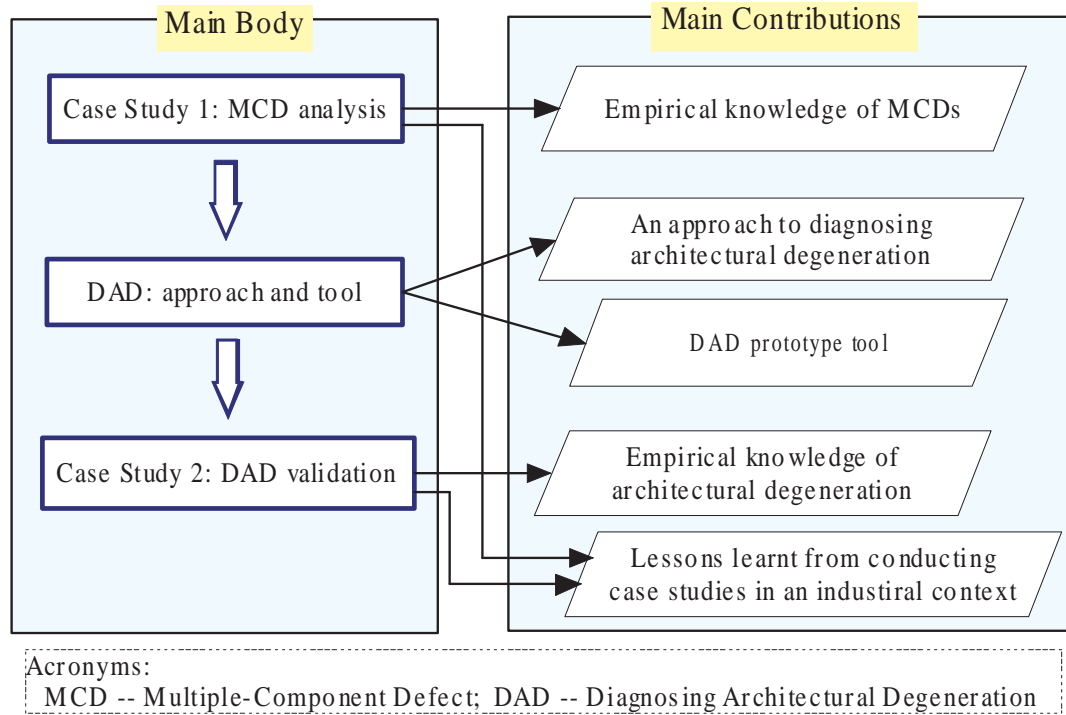 Main Body
Case Study 1: MCD analysis
DAD: approach and tool
Case Study 2: DAD validation
Main Contributions
Empirical knowledge of MCDs
An approach to diagnosing
architectural degeneration
DAD prototype tool
Empirical knowledge of
architectural degeneration
Lessons learnt from conducting
case studies in an industiral context
Acronyms:
MCD -- Multiple-Component Defect; DAD -- Diagnosing Architectural Degeneration